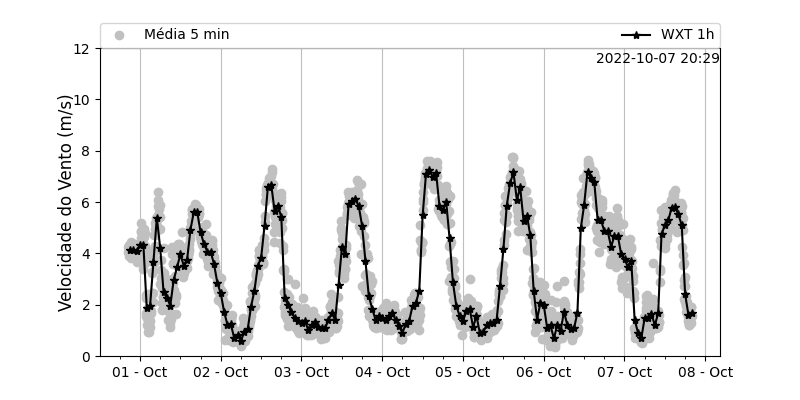 Média 5 min
WXT 1h
2022-10-07 20:29
Velocidade do Vento (m/s)
12
10
8
6
4
2
0
01 - Oct
02 - Oct
03 - Oct
04 - Oct
05 - Oct
06 - Oct
07 - Oct
08 - Oct